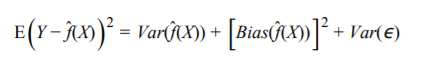 E(Y - f̂(X))² = Var(f̂(X)) + [Bias(f̂(X))]² + Var(ϵ)